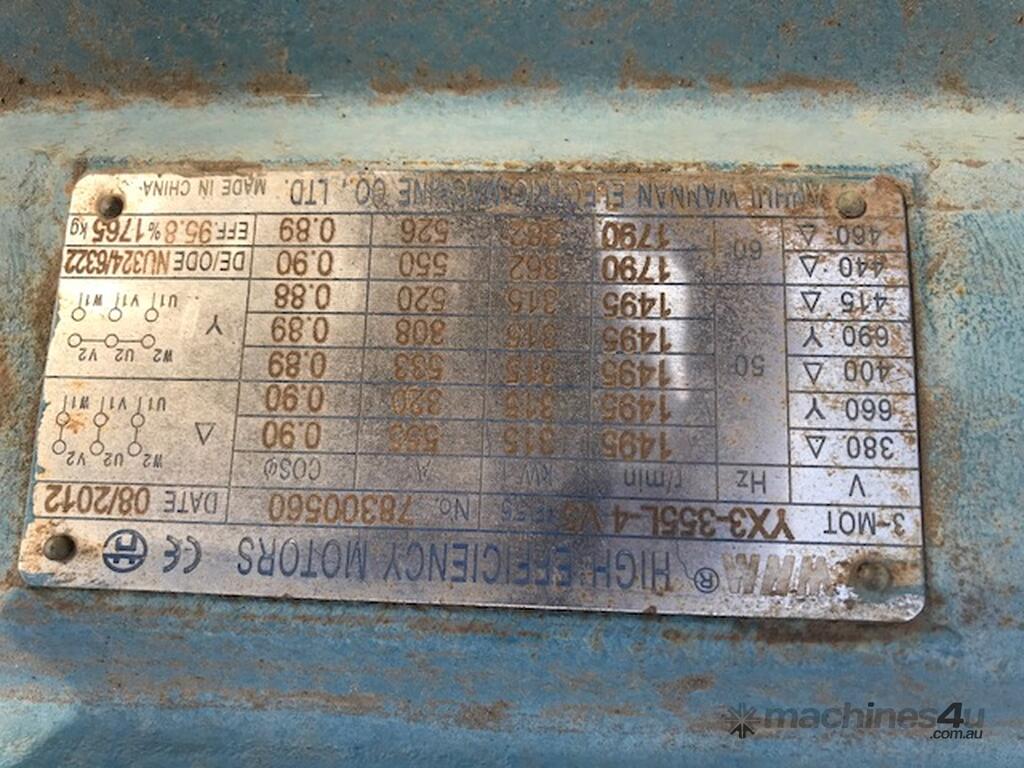 WNM ® HIGH EFFICIENCY MOTORS CE
3~MOT YX3-355L-4 No. 78300560 DATE 08/2012
V Hz r/min kW A COSφ
380 △ 50 1495 315 COSφ 0.90
660 Y 1495 315 320 0.90
400 △ 1495 315 533 0.89
690 Y 1495 315 308 0.89
415 △ 1495 315 520 0.88
440 △ 60 1790 362 550 0.90
460 △ 1790 362 526 0.89
△ W2 U2 V2
U1 V1 W1
Y W2 U2 V2
U1 V1 W1
DE/ODE NU324/6322
EFF 95.8 % 1765 kg
ANHUI WANNAN ELECTRIC MACHINE CO., LTD. MADE IN CHINA
machines4u
.com.au